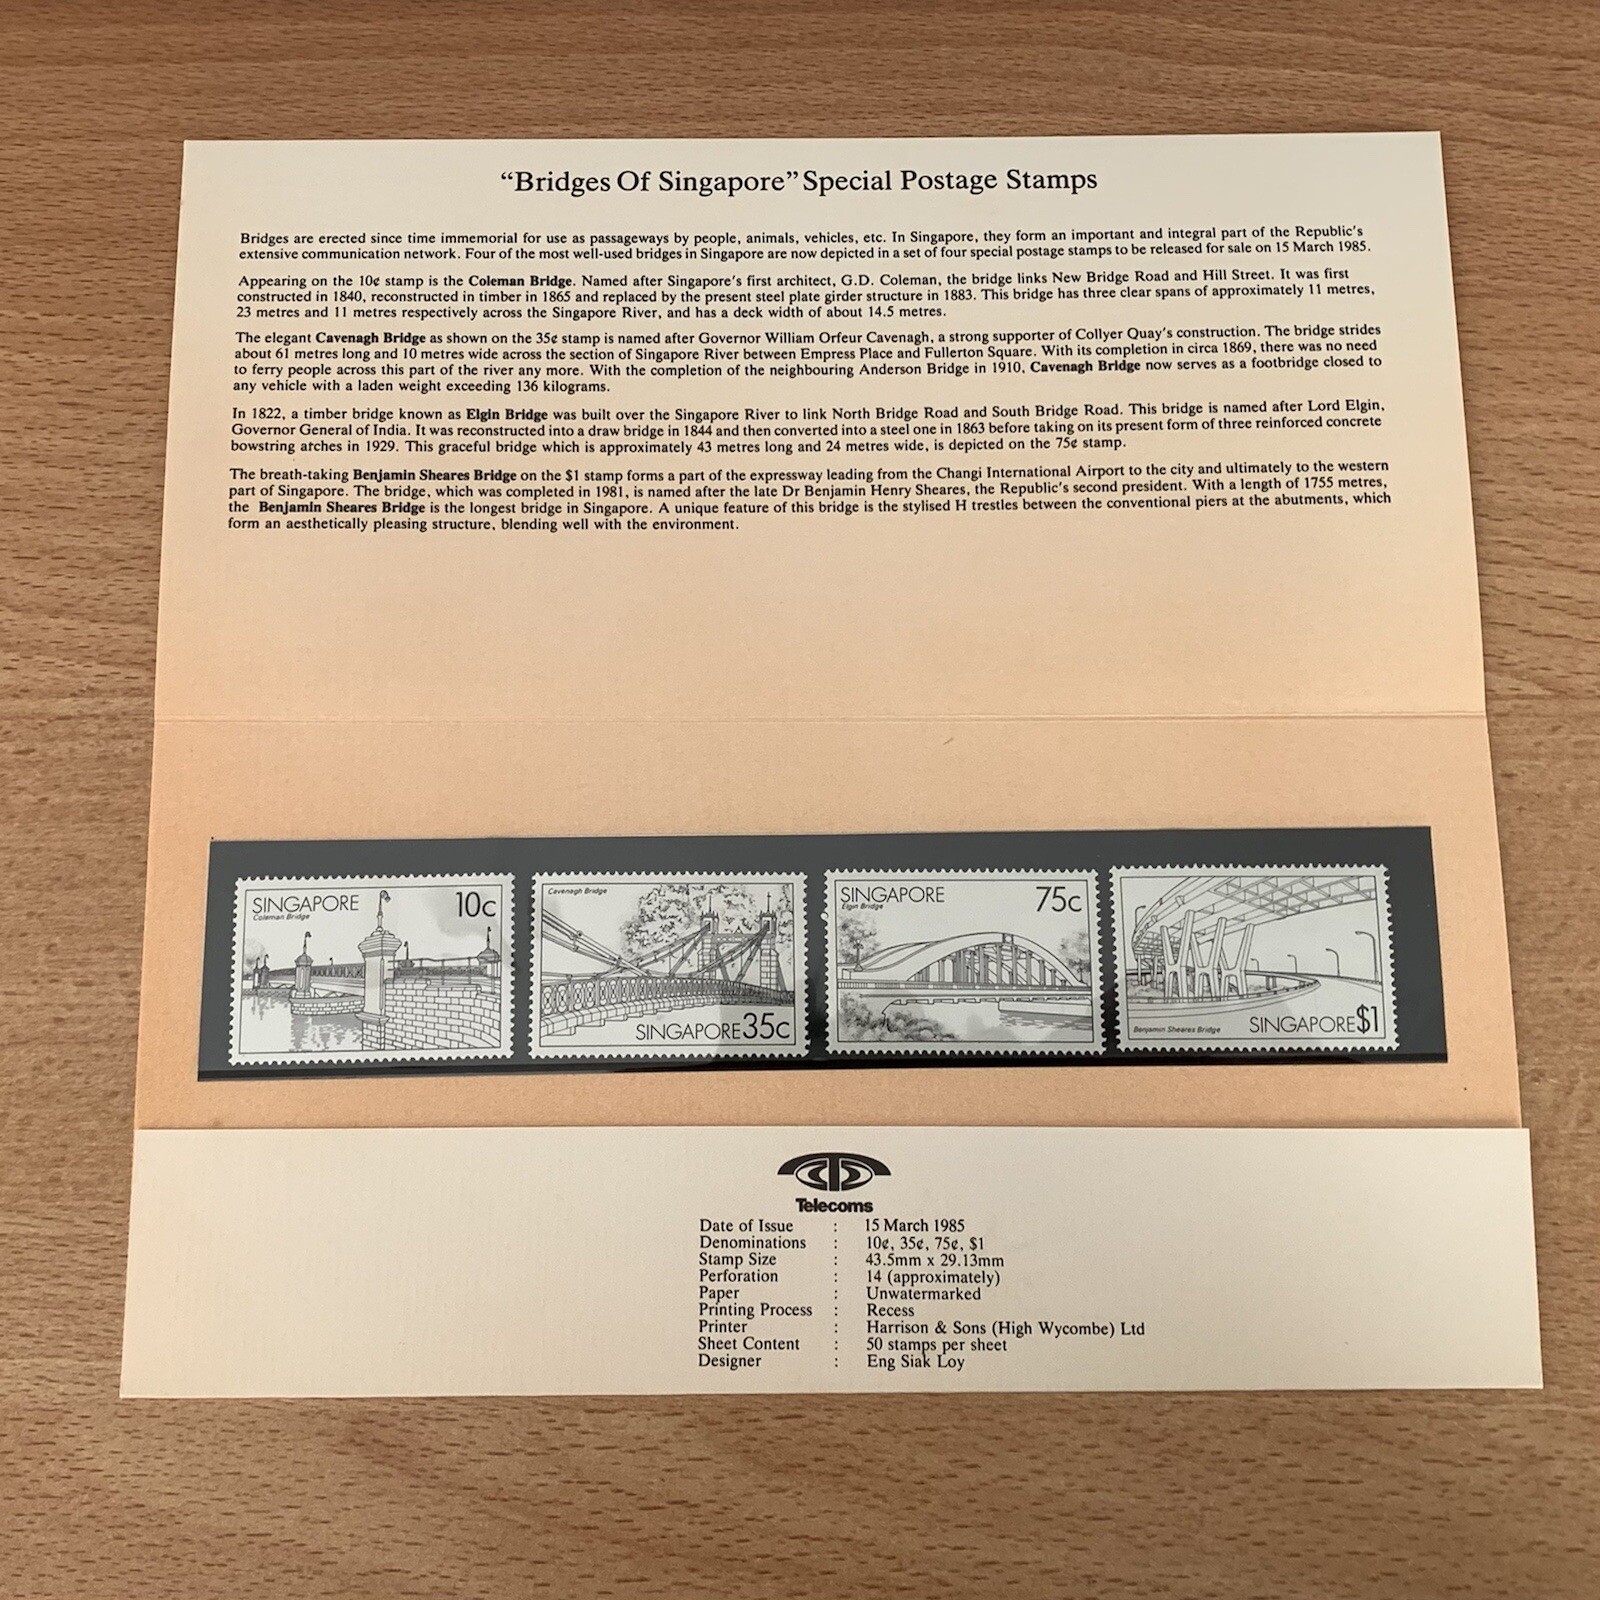 “Bridges Of Singapore” Special Postage Stamps
Bridges are erected since time immemorial for use as passageways by people, animals, vehicles, etc. In Singapore, they form an important and integral part of the Republic's
extensive communication network. Four of the most well-used bridges in Singapore are now depicted in a set of four special postage stamps to be released for sale on 15 March 1985.
Appearing on the 10¢ stamp is the Coleman Bridge. Named after Singapore's first architect, G.D. Coleman, the bridge links New Bridge Road and Hill Street. It was first
constructed in 1840, reconstructed in timber in 1865 and replaced by the present steel plate girder structure in 1883. This bridge has three clear spans of approximately 11 metres,
23 metres and 11 metres respectively across the Singapore River, and has a deck width of about 14.5 metres.
The elegant Cavenagh Bridge as shown on the 35¢ stamp is named after Governor William Orfeur Cavenagh, a strong supporter of Collyer Quay's construction. The bridge strides
about 61 metres long and 10 metres wide across the section of Singapore River between Empress Place and Fullerton Square. With its completion in circa 1869, there was no need
to ferry people across this part of the river any more. With the completion of the neighbouring Anderson Bridge in 1910, Cavenagh Bridge now serves as a footbridge closed to
any vehicle with a laden weight exceeding 136 kilograms.
In 1822, a timber bridge known as Elgin Bridge was built over the Singapore River to link North Bridge Road and South Bridge Road. This bridge is named after Lord Elgin,
Governor General of India. It was reconstructed into a draw bridge in 1844 and then converted into a steel one in 1863 before taking on its present form of three reinforced concrete
bowstring arches in 1929. This graceful bridge which is approximately 43 metres long and 24 metres wide, is depicted on the 75¢ stamp.
The breath-taking Benjamin Sheares Bridge on the $1 stamp forms a part of the expressway leading from the Changi International Airport to the city and ultimately to the western
part of Singapore. The bridge, which was completed in 1981, is named after the late Dr Benjamin Henry Sheares, the Republic's second president. With a length of 1755 metres,
the Benjamin Sheares Bridge is the longest bridge in Singapore. A unique feature of this bridge is the stylised H trestles between the conventional piers at the abutments, which
form an aesthetically pleasing structure, blending well with the environment.
SINGAPORE 10c
Coleman Bridge
Cavenagh Bridge
SINGAPORE 35c
SINGAPORE 75c
Elgin Bridge
Benjamin Sheares Bridge
SINGAPORE $1
Telecoms
Date of Issue : 15 March 1985
Denominations : 10¢, 35¢, 75¢, $1
Stamp Size : 43.5mm x 29.13mm
Perforation : 14 (approximately)
Paper : Unwatermarked
Printing Process : Recess
Printer : Harrison & Sons (High Wycombe) Ltd
Sheet Content : 50 stamps per sheet
Designer : Eng Siak Loy